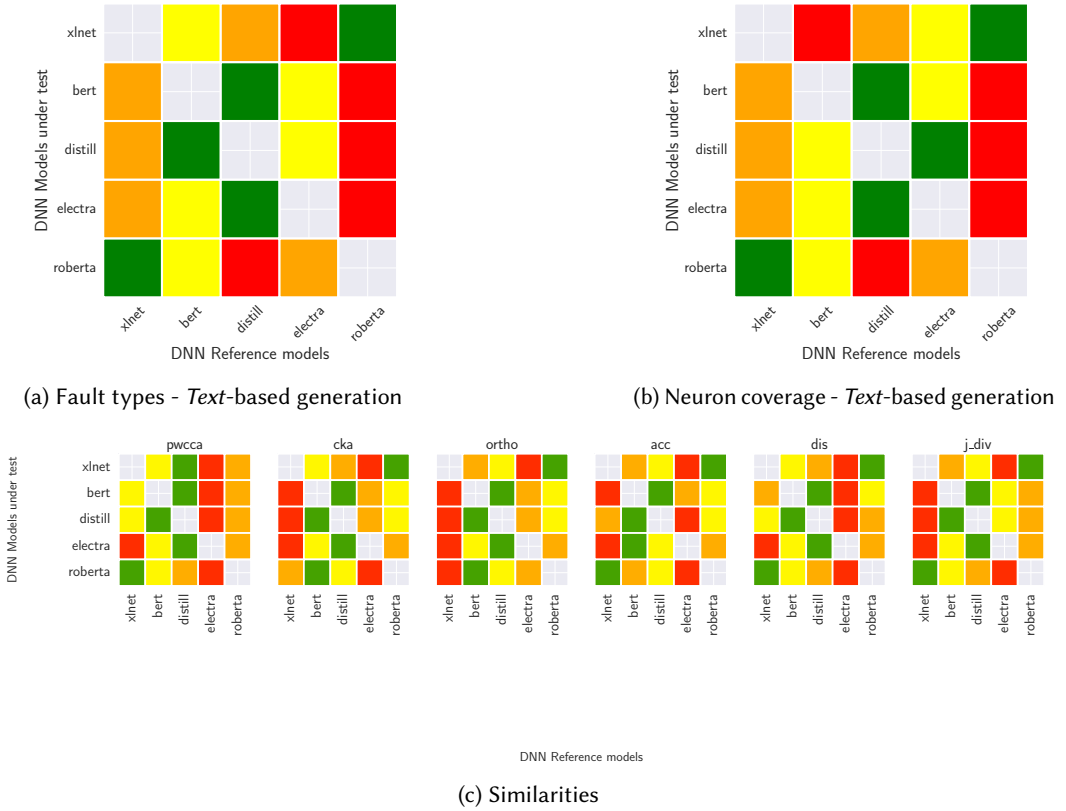 xlnet
bert
distill
electra
roberta
DNN Models under test
xlnet
bert
distill
electra
roberta
DNN Reference models
(a) Fault types - Text-based generation
xlnet
bert
distill
electra
roberta
DNN Models under test
xlnet
bert
distill
electra
roberta
DNN Reference models
(b) Neuron coverage - Text-based generation
DNN Models under test
pwcca
cka
ortho
acc
dis
j_div
xlnet
bert
distill
electra
roberta
xlnet bert distill electra roberta
xlnet bert distill electra roberta
xlnet bert distill electra roberta
xlnet bert distill electra roberta
xlnet bert distill electra roberta
xlnet bert distill electra roberta
DNN Reference models
(c) Similarities